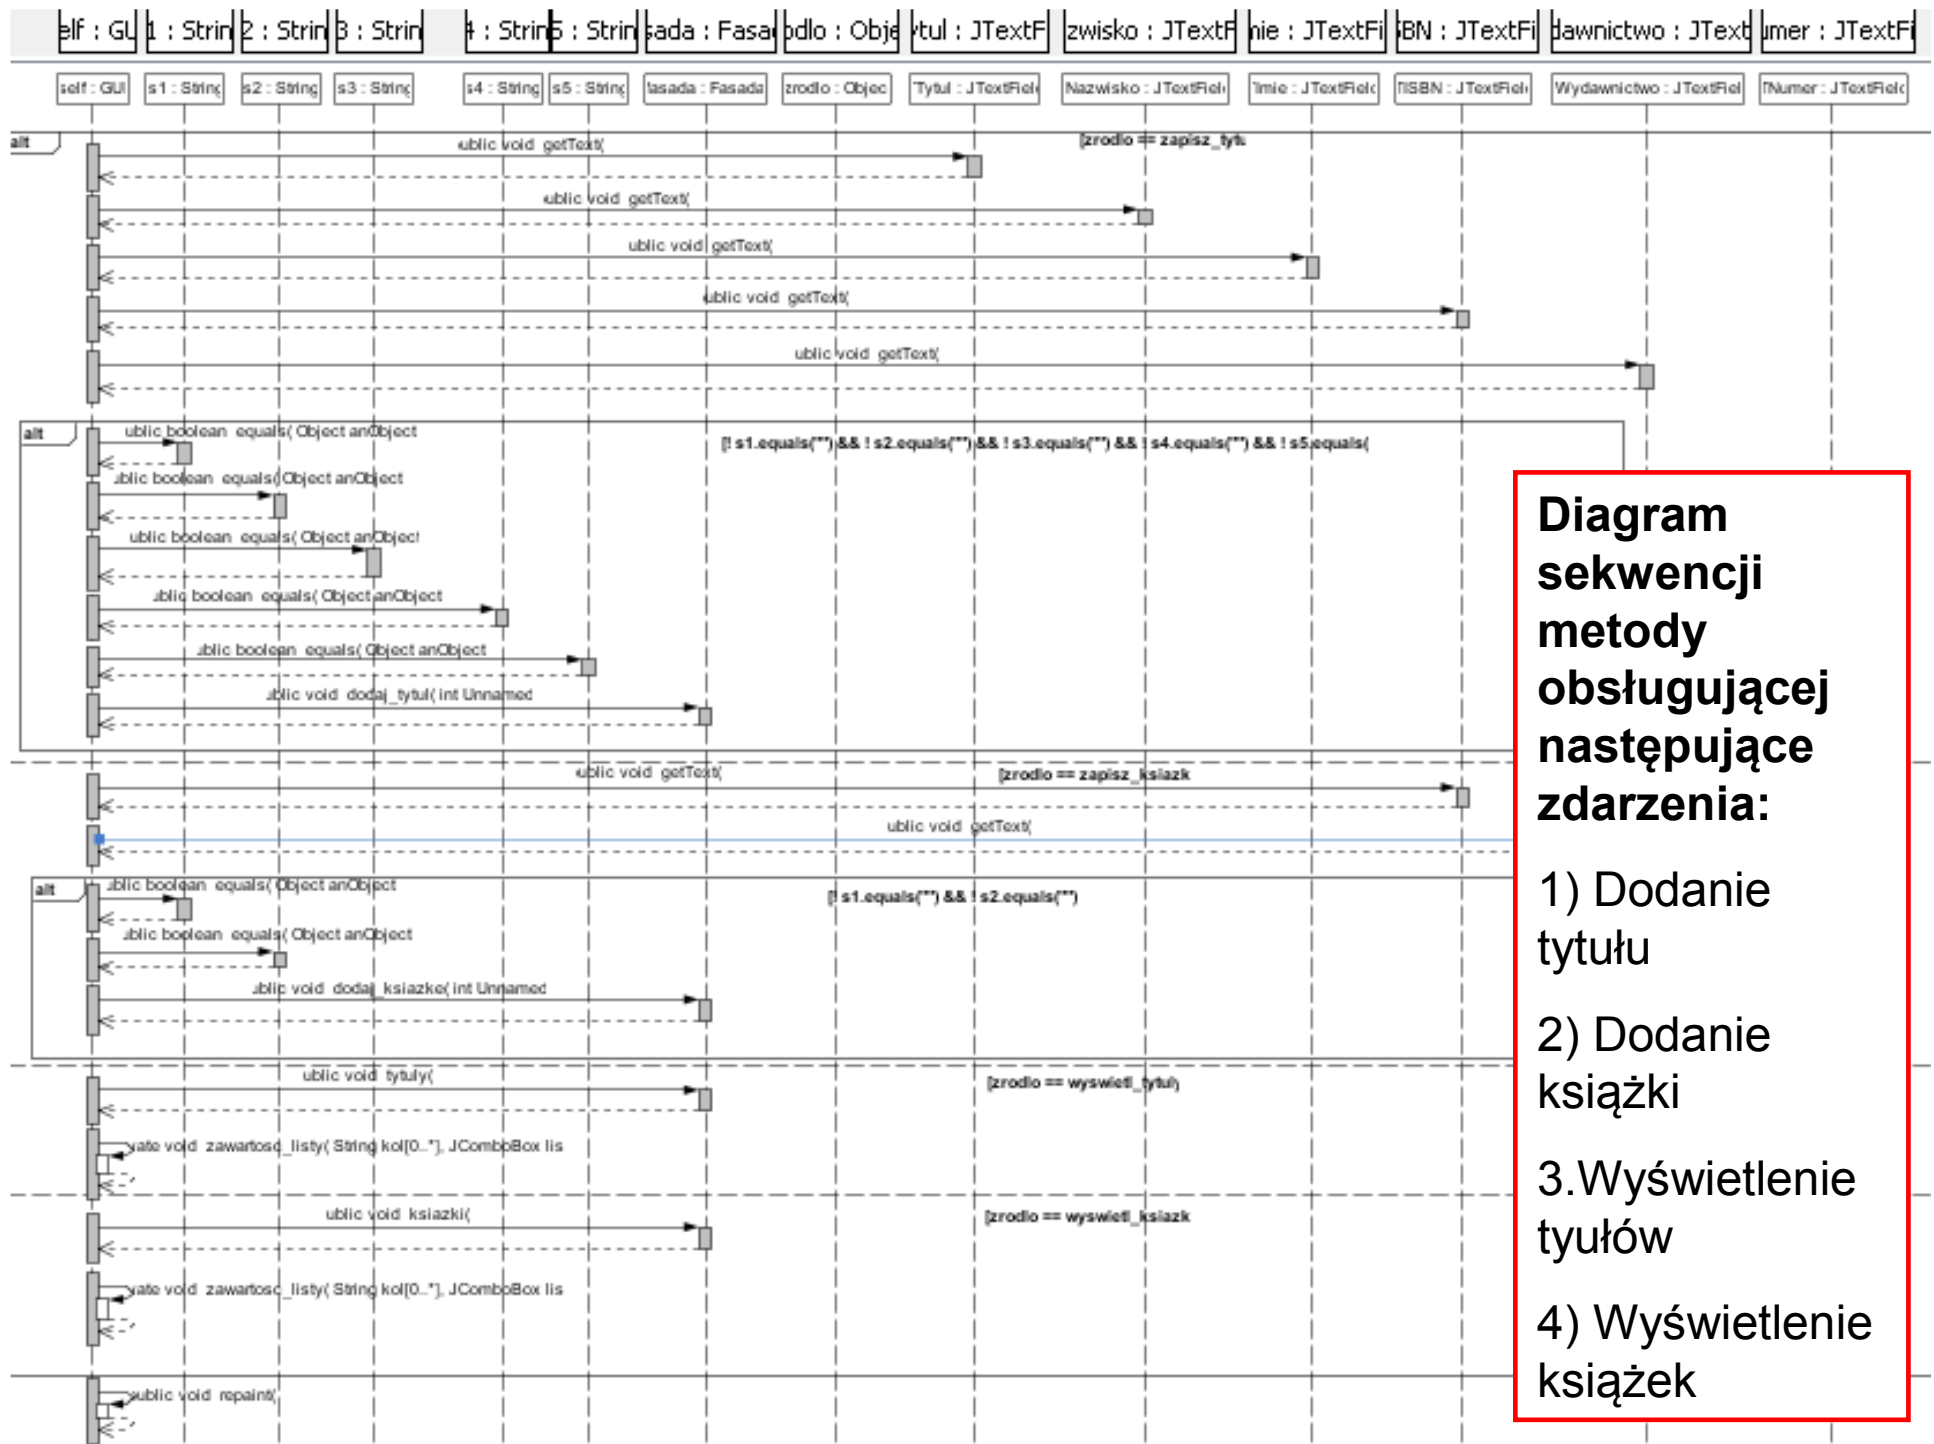 elf : GU 1 : Strin 2 : Strin 3 : Strin 4 : Strin 5 : Strin sada : Fasa odlo : Obje ytul : JTextF zwisko : JTextF nie : JTextFi BN : JTextFi dawnictwo : JText umer : JTextFi
self : GUI s1 : String s2 : String s3 : String s4 : String s5 : String fasada : Fasada zrodlo : Objec Tytul : JTextFiel Nazwisko : JTextFiel Imie : JTextFielc TISBN : JTextFiel Wydawnictwo : JTextFiel TNumer : JTextFielc
alt ublic void getText( [zrodlo == zapisz_tytu
ublic void getText(
ublic void getText(
ublic void getText(
ublic void getText(
alt ublic boolean equals( Object anObject [! s1.equals("") && ! s2.equals("") && ! s3.equals("") && ! s4.equals("") && ! s5.equals(
ublic boolean equals( Object anObject
ublic boolean equals( Object anObject
ublic boolean equals( Object anObject
ublic boolean equals( Object anObject
ublic void dodaj_tytul( int Unnamed
ublic void getText( [zrodlo == zapisz_ksiazk
ublic void getText(
alt ublic boolean equals( Object anObject [! s1.equals("") && ! s2.equals("")
ublic boolean equals( Object anObject
ublic void dodaj_ksiazke( int Unnamed
ublic void tytuly( [zrodlo == wyswietl_tytuly
vate void zawartosc_listy( String kol[0..*], JComboBox lis
ublic void ksiazki( [zrodlo == wyswietl_ksiazk
vate void zawartosc_listy( String kol[0..*], JComboBox lis
ublic void repaint(
Diagram
sekwencji
metody
obsługującej
następujące
zdarzenia:
1) Dodanie
tytułu
2) Dodanie
książki
3.Wyświetlenie
tyułów
4) Wyświetlenie
książek